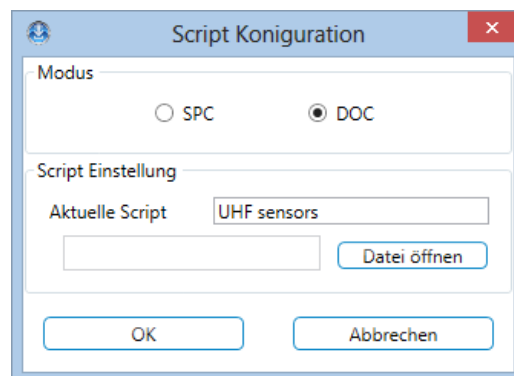 Script Koniguration
Modus
SPC DOC
Script Einstellung
Aktuelle Script UHF sensors
Datei öffnen
OK Abbrechen